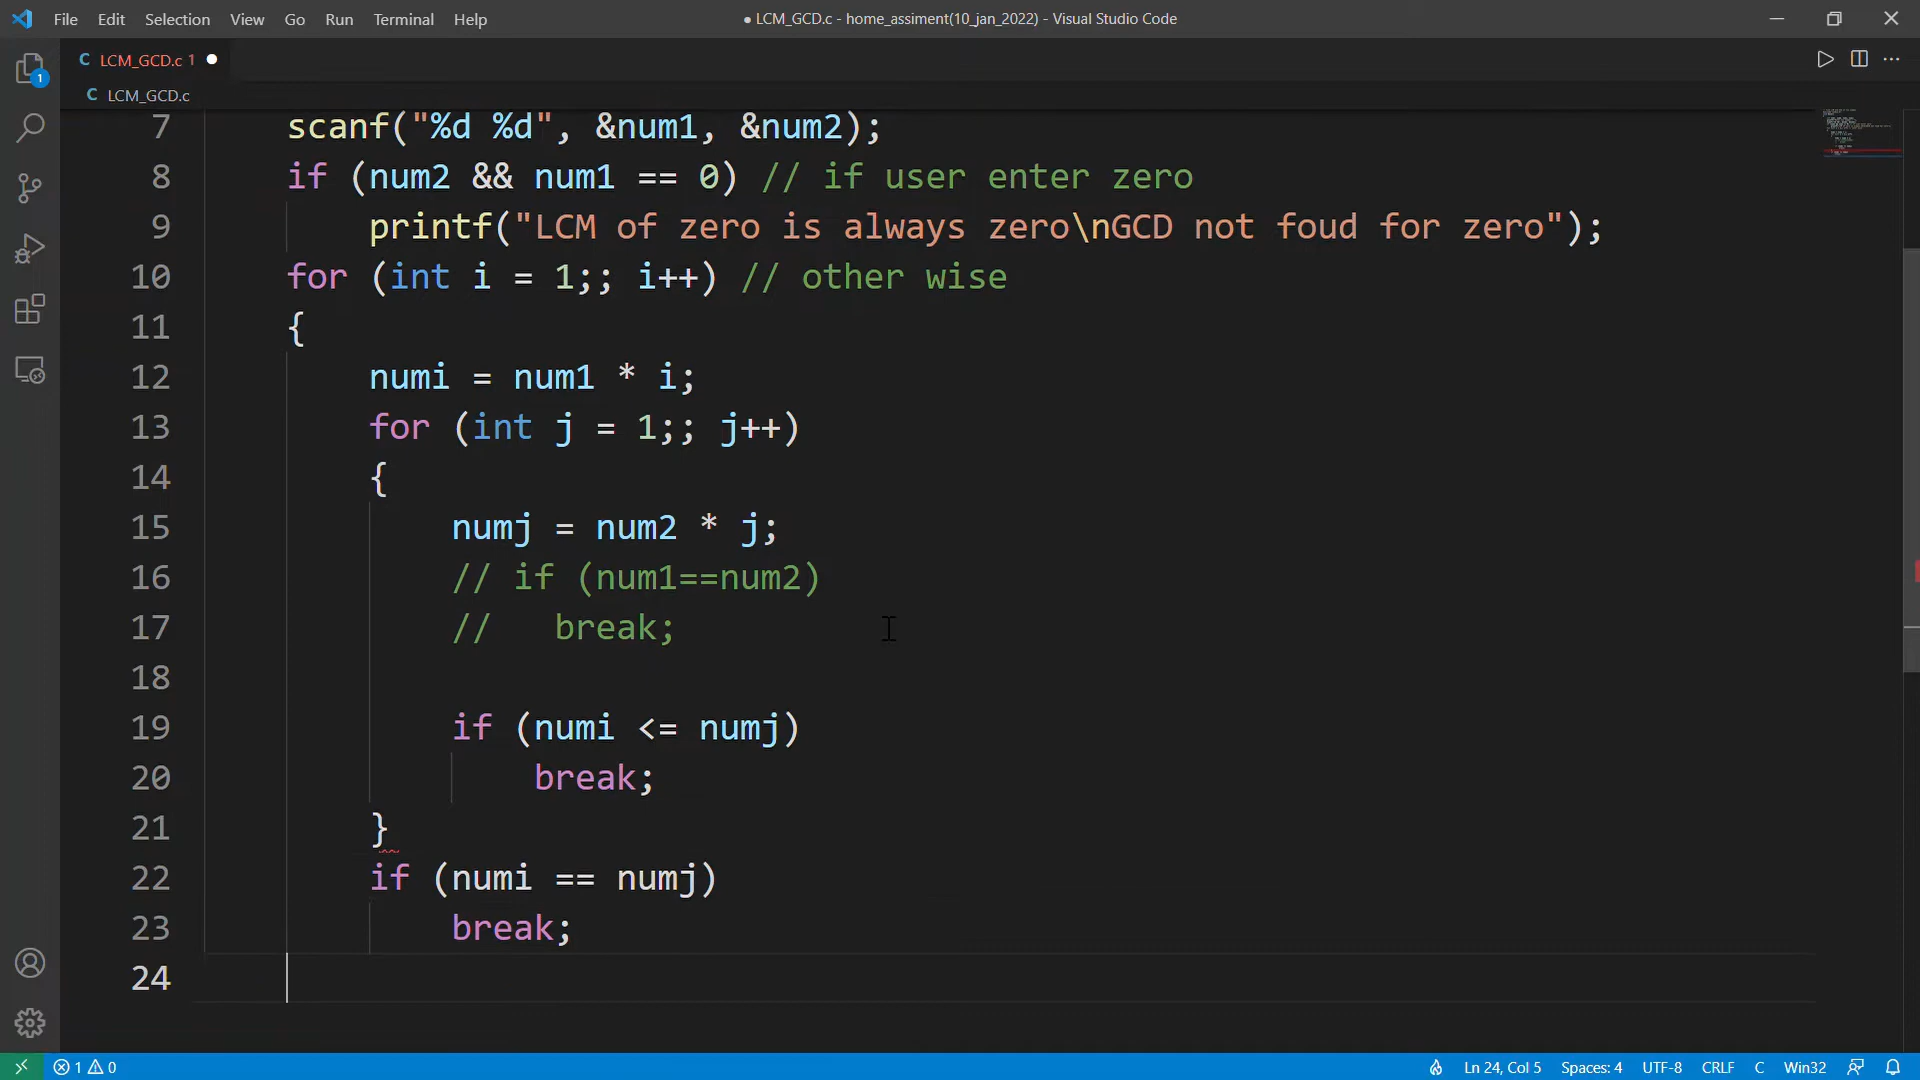 File Edit Selection View Go Run Terminal Help
● LCM_GCD.c - home_assiment(10_jan_2022) - Visual Studio Code
C LCM_GCD.c 1 ●
1
C LCM_GCD.c
7 scanf("%d %d", &num1, &num2);
8 if (num2 && num1 == 0) // if user enter zero
9 printf("LCM of zero is always zero\nGCD not foud for zero");
10 for (int i = 1;; i++) // other wise
11 {
12 numi = num1 * i;
13 for (int j = 1;; j++)
14 {
15 numj = num2 * j;
16 // if (num1==num2)
17 //   break;
18
19 if (numi <= numj)
20 break;
21 }
22 if (numi == numj)
23 break;
24
1 0 Ln 24, Col 5 Spaces: 4 UTF-8 CRLF C Win32